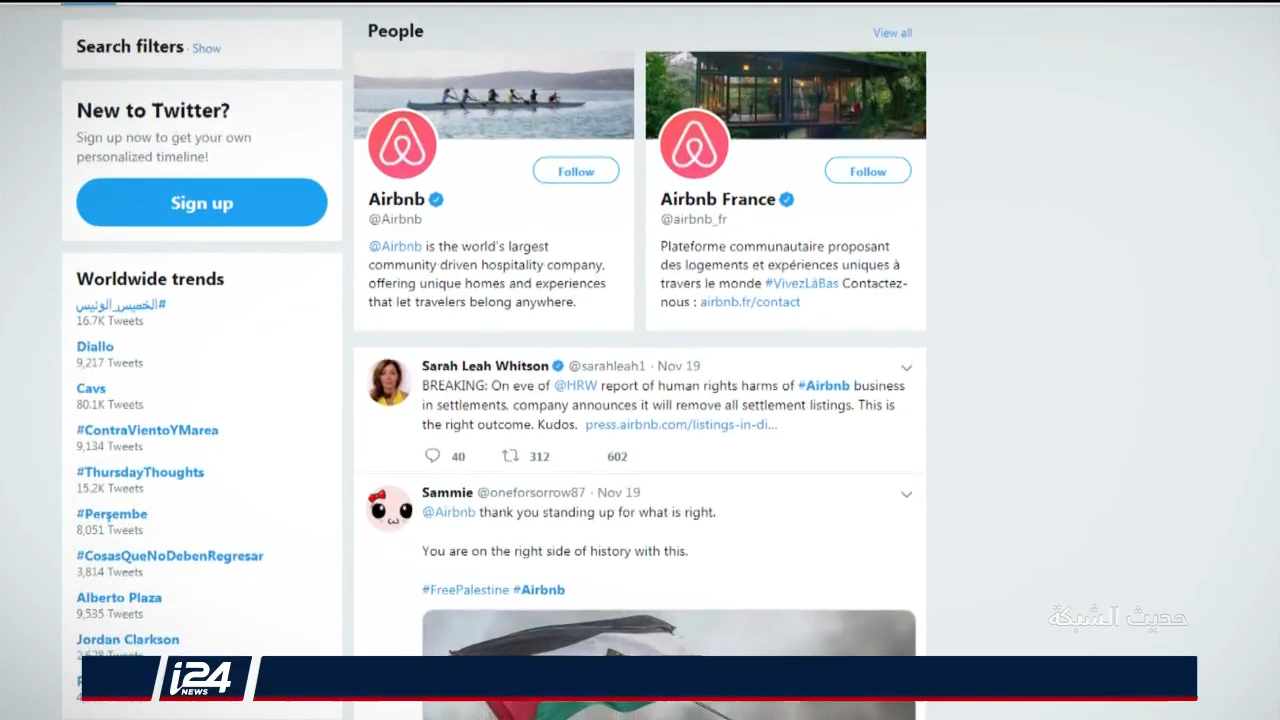 Search filters · Show
New to Twitter?
Sign up now to get your own
personalized timeline!
Sign up
Worldwide trends
#الخميس_الونيس
16.7K Tweets
Diallo
9,217 Tweets
Cavs
80.1K Tweets
#ContraVientoYMarea
9,134 Tweets
#ThursdayThoughts
15.2K Tweets
#Perşembe
8,051 Tweets
#CosasQueNoDebenRegresar
3,814 Tweets
Alberto Plaza
9,535 Tweets
Jordan Clarkson
2,628 Tweets
People
View all
Follow
Airbnb
@Airbnb
@Airbnb is the world's largest
community driven hospitality company,
offering unique homes and experiences
that let travelers belong anywhere.
Follow
Airbnb France
@airbnb_fr
Plateforme communautaire proposant
des logements et expériences uniques à
travers le monde #VivezLàBas Contactez-
nous : airbnb.fr/contact
Sarah Leah Whitson @sarahleah1 · Nov 19
BREAKING: On eve of @HRW report of human rights harms of #Airbnb business
in settlements, company announces it will remove all settlement listings. This is
the right outcome. Kudos. press.airbnb.com/listings-in-di...
40 312 602
Sammie @oneforsorrow87 · Nov 19
@Airbnb thank you standing up for what is right.
You are on the right side of history with this.
#FreePalestine #Airbnb
حديث الشبكة
i24
NEWS